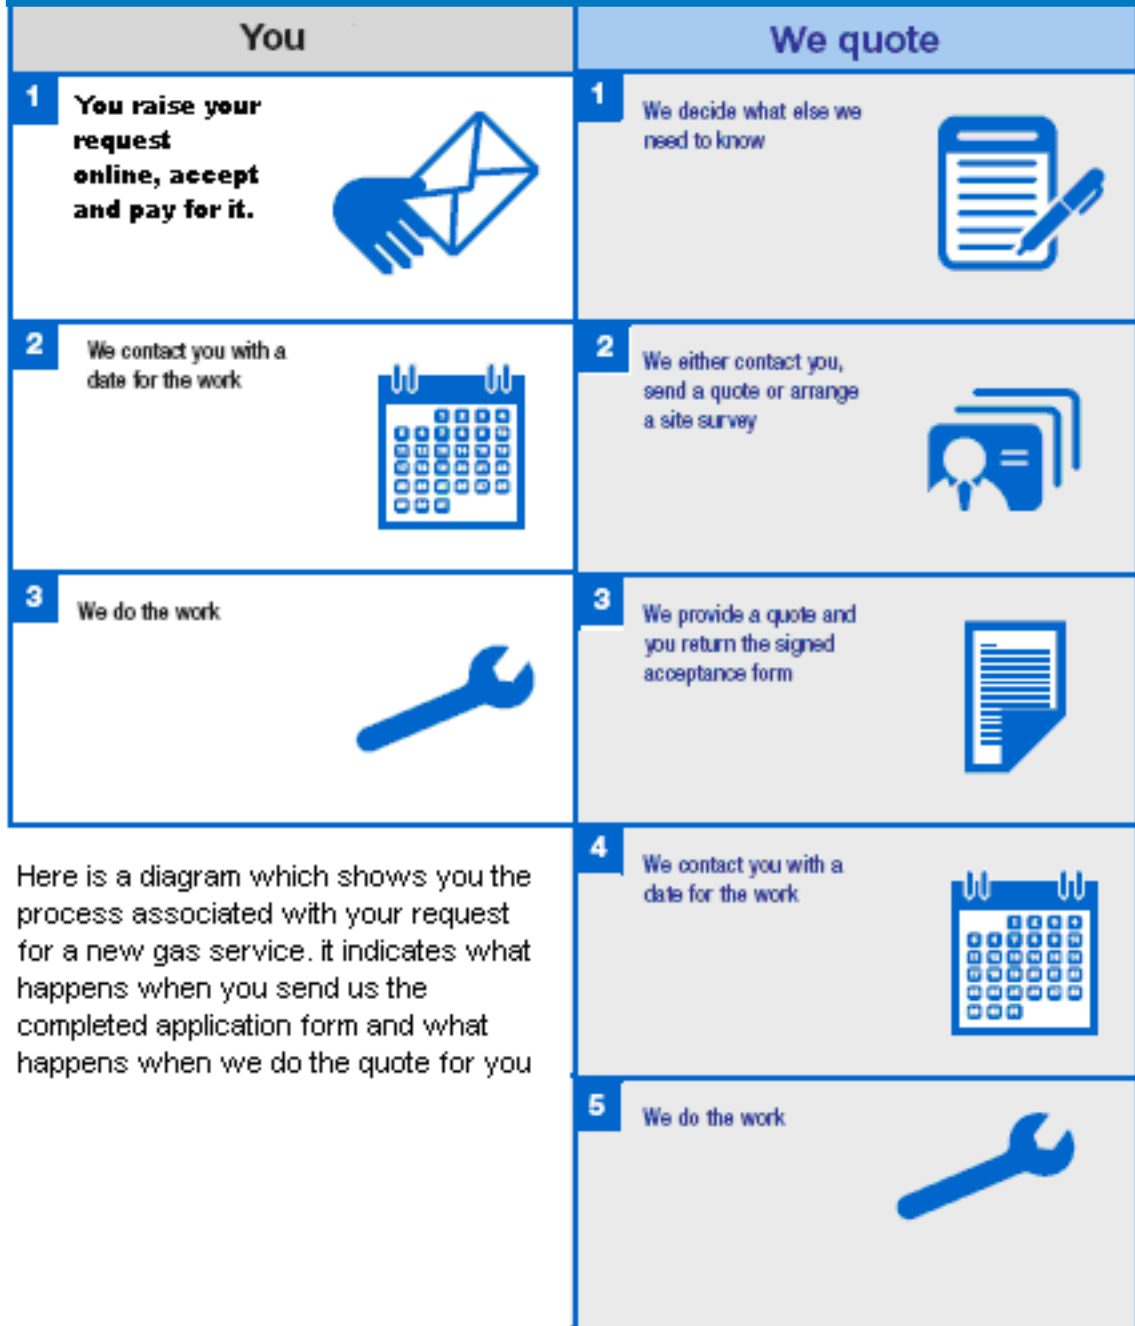 You
1
You raise your
request
online, accept
and pay for it.
2
We contact you with a
date for the work
3
We do the work
Here is a diagram which shows you the
process associated with your request
for a new gas service. it indicates what
happens when you send us the
completed application form and what
happens when we do the quote for you
We quote
1
We decide what else we
need to know
2
We either contact you,
send a quote or arrange
a site survey
3
We provide a quote and
you return the signed
acceptance form
4
We contact you with a
date for the work
5
We do the work